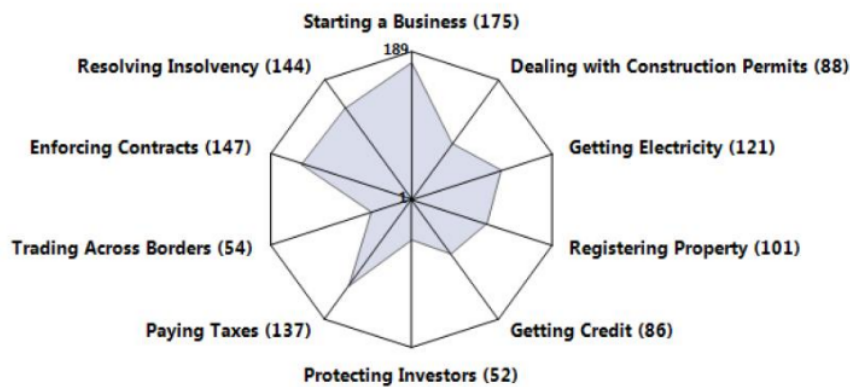 Starting a Business (175)
189
Resolving Insolvency (144)
Dealing with Construction Permits (88)
Enforcing Contracts (147)
Getting Electricity (121)
1
Trading Across Borders (54)
Registering Property (101)
Paying Taxes (137)
Getting Credit (86)
Protecting Investors (52)